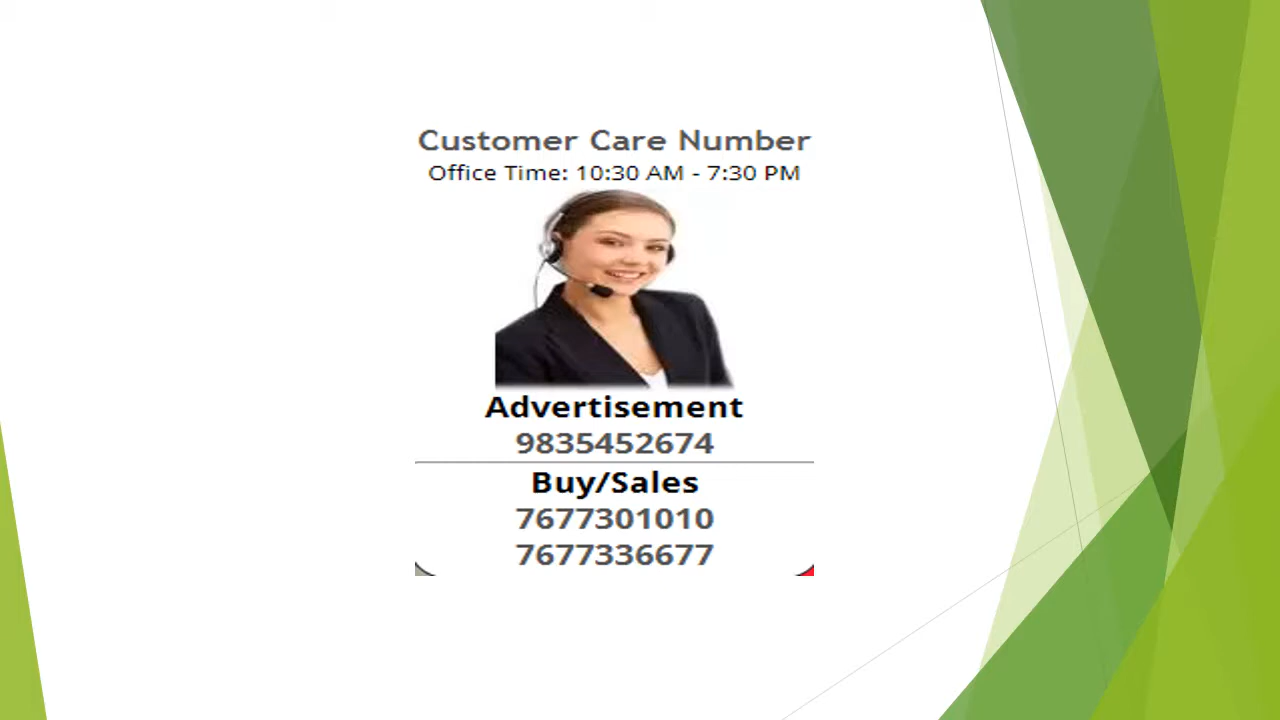 Customer Care Number
Office Time: 10:30 AM - 7:30 PM
Advertisement
9835452674
Buy/Sales
7677301010
7677336677